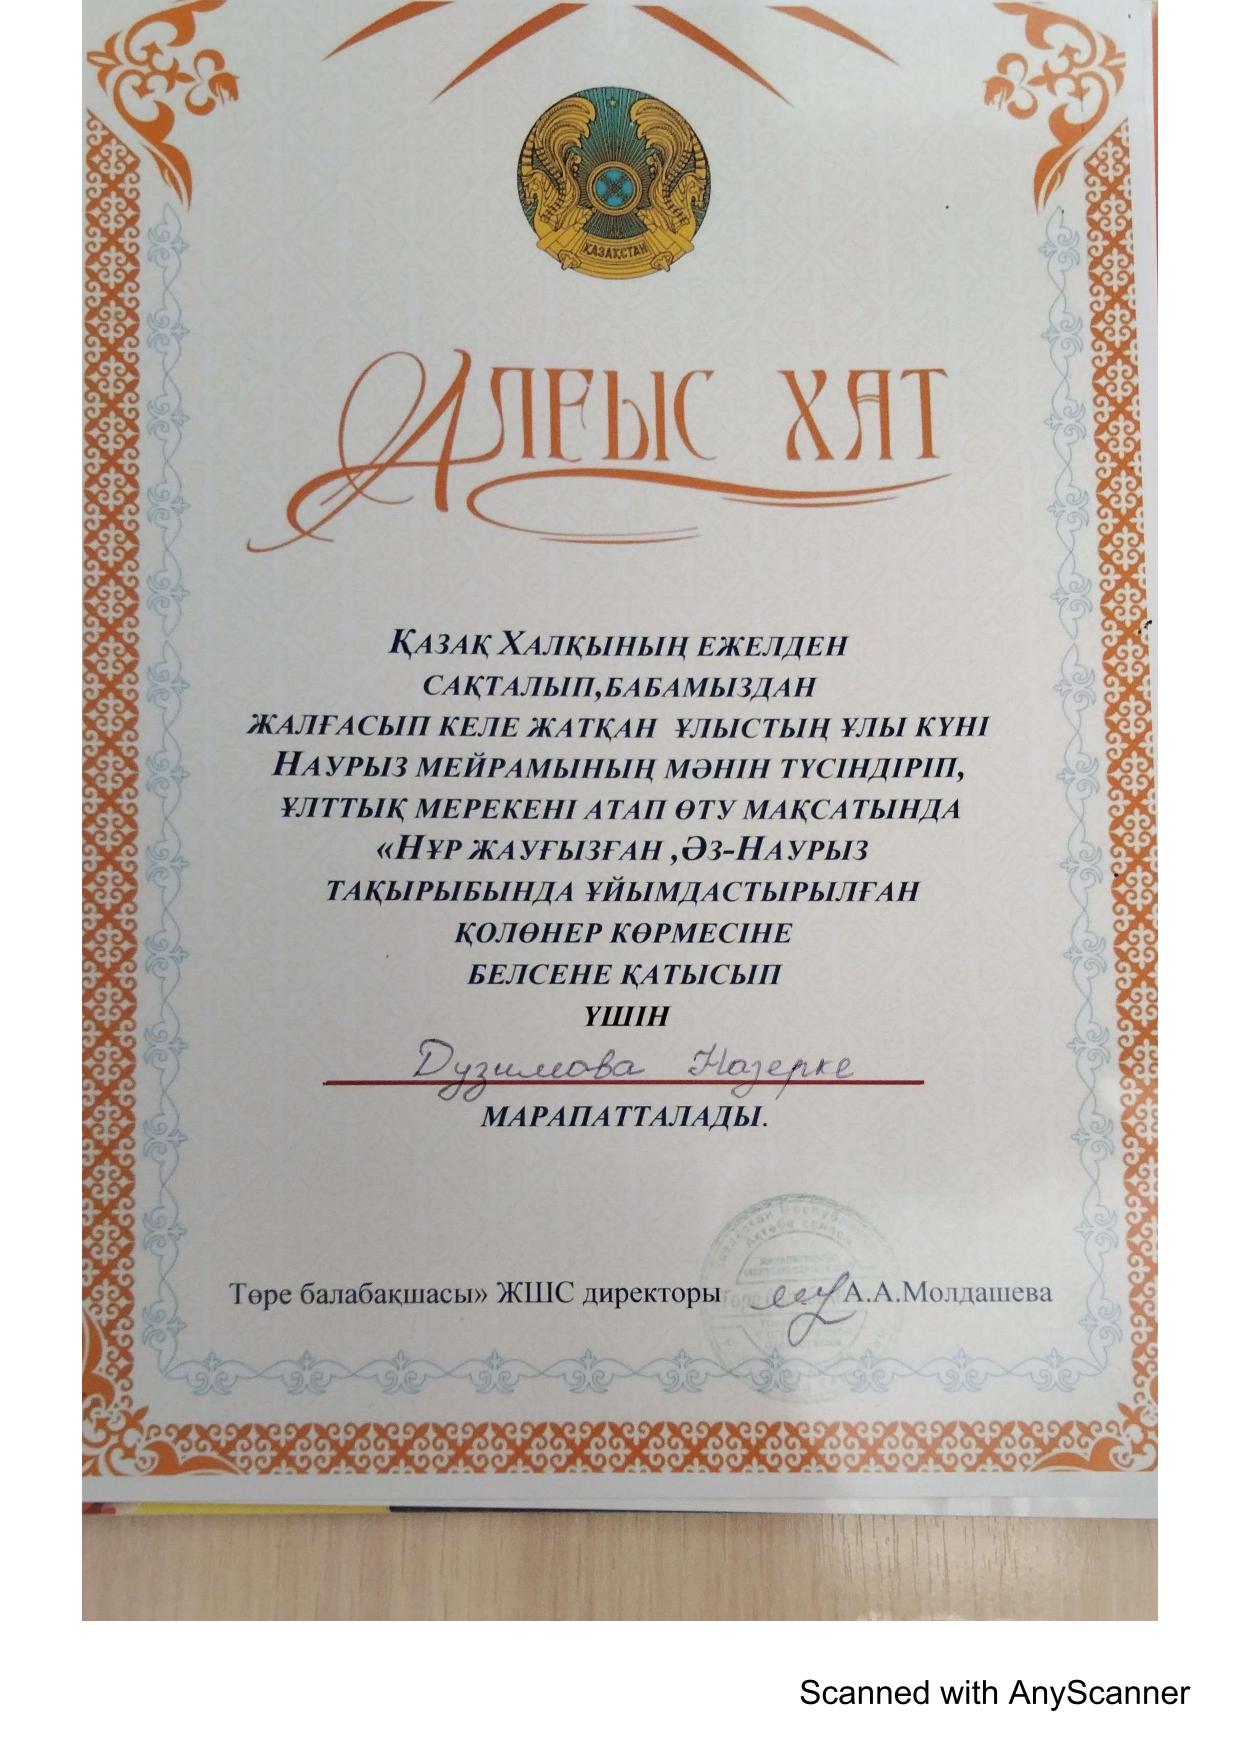 ҚАЗАҚСТАН
АЛҒЫС ХАТ
ҚАЗАҚ ХАЛҚЫНЫҢ ЕЖЕЛДЕН
САҚТАЛЫП,БАБАМЫЗДАН
ЖАЛҒАСЫП КЕЛЕ ЖАТҚАН ҰЛЫСТЫҢ ҰЛЫ КҮНІ
НАУРЫЗ МЕЙРАМЫНЫҢ МӘНІН ТҮСІНДІРІП,
ҰЛТТЫҚ МЕРЕКЕНІ АТАП ӨТУ МАҚСАТЫНДА
«НҰР ЖАУҒЫЗҒАН ,ӘЗ-НАУРЫЗ
ТАҚЫРЫБЫНДА ҰЙЫМДАСТЫРЫЛҒАН
ҚОЛӨНЕР КӨРМЕСІНЕ
БЕЛСЕНЕ ҚАТЫСЫП
ҮШІН
Дузимова Назерке
МАРАПАТТАЛАДЫ.
Төре балабақшасы» ЖШС директоры А.А.Молдашева
Scanned with AnyScanner